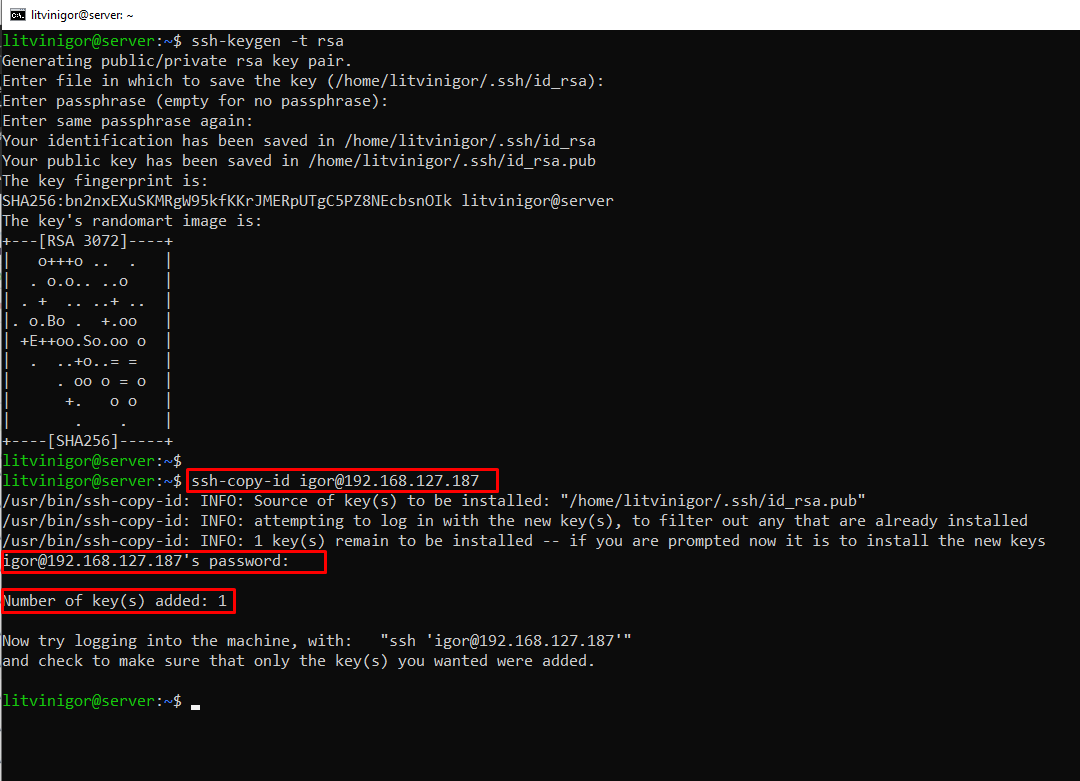 litvinigor@server: ~
litvinigor@server:~$ ssh-keygen -t rsa
Generating public/private rsa key pair.
Enter file in which to save the key (/home/litvinigor/.ssh/id_rsa):
Enter passphrase (empty for no passphrase):
Enter same passphrase again:
Your identification has been saved in /home/litvinigor/.ssh/id_rsa
Your public key has been saved in /home/litvinigor/.ssh/id_rsa.pub
The key fingerprint is:
SHA256:bn2nxEXuSKMRgW95kfKKrJMERpUTgC5PZ8NEcbsnOIk litvinigor@server
The key's randomart image is:
+---[RSA 3072]----+
|   o+++o ..  .   |
|  . o.o.. ..o    |
| . +  .. ..+ ..  |
|. o.Bo .  +.oo   |
| +E++oo.So.oo o  |
|  .  ..+o..= =   |
|     . oo o = o  |
|      +.   o o   |
|       .    .    |
+----[SHA256]-----+
litvinigor@server:~$
litvinigor@server:~$ ssh-copy-id igor@192.168.127.187
/usr/bin/ssh-copy-id: INFO: Source of key(s) to be installed: "/home/litvinigor/.ssh/id_rsa.pub"
/usr/bin/ssh-copy-id: INFO: attempting to log in with the new key(s), to filter out any that are already installed
/usr/bin/ssh-copy-id: INFO: 1 key(s) remain to be installed -- if you are prompted now it is to install the new keys
igor@192.168.127.187's password:
Number of key(s) added: 1
Now try logging into the machine, with:   "ssh 'igor@192.168.127.187'"
and check to make sure that only the key(s) you wanted were added.
litvinigor@server:~$